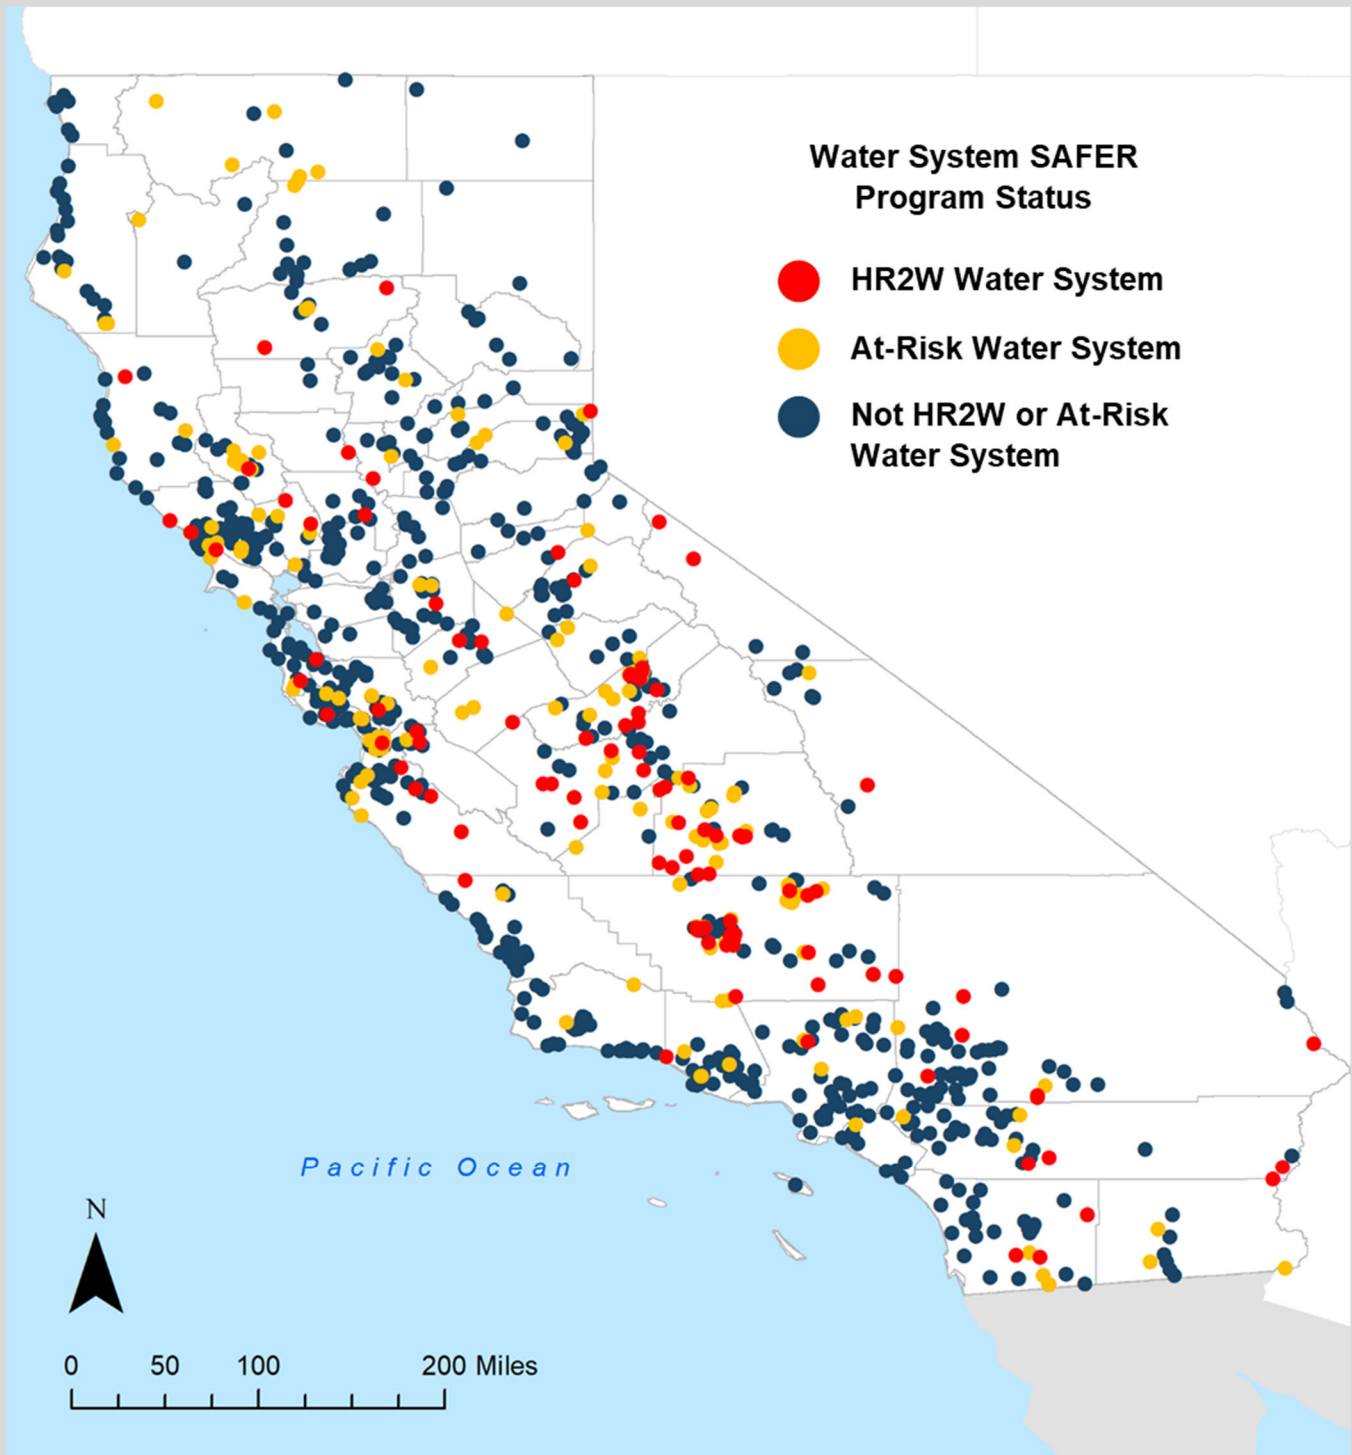 Water System SAFER
Program Status
HR2W Water System
At-Risk Water System
Not HR2W or At-Risk
Water System
Pacific Ocean
N
0 50 100 200 Miles